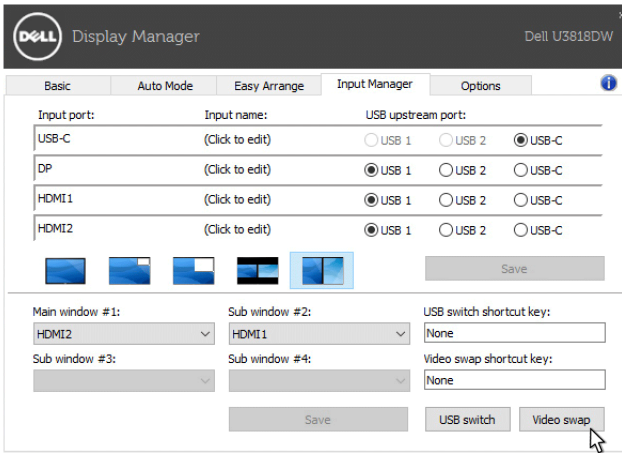 DELL Display Manager Dell U3818DW
Basic Auto Mode Easy Arrange Input Manager Options
Input port: Input name: USB upstream port:
USB-C (Click to edit) USB 1 USB 2 USB-C
DP (Click to edit) USB 1 USB 2 USB-C
HDMI1 (Click to edit) USB 1 USB 2 USB-C
HDMI2 (Click to edit) USB 1 USB 2 USB-C
Save
Main window #1: Sub window #2: USB switch shortcut key:
HDMI2 HDMI1 None
Sub window #3: Sub window #4: Video swap shortcut key:
None
Save USB switch Video swap